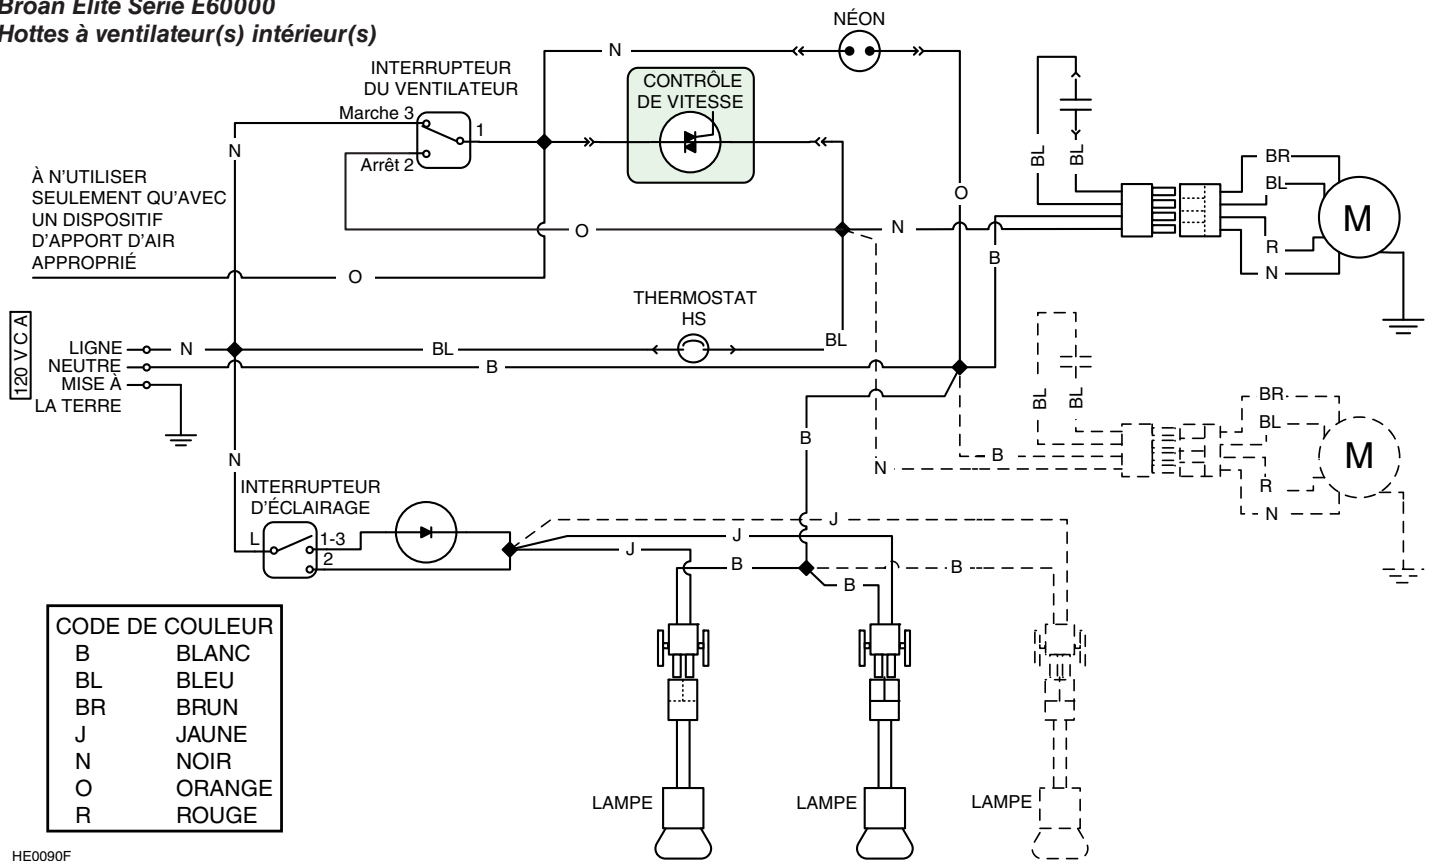 Broan Elite Série E60000
Hottes à ventilateur(s) intérieur(s)
NÉON
N
INTERRUPTEUR
DU VENTILATEUR
CONTRÔLE
DE VITESSE
Marche 3
1
Arrêt 2
N
BL
BL
BR
BL
M
R
N
À N'UTILISER
SEULEMENT QU'AVEC
UN DISPOSITIF
D'APPORT D'AIR
APPROPRIÉ
O
N
O
B
O
THERMOSTAT
HS
BL
120 V C A
LIGNE
N
BL
NEUTRE
B
MISE À
LA TERRE
BL
BL
BR
BL
M
R
N
B
B
N
N
INTERRUPTEUR
D'ÉCLAIRAGE
L
1-3
2
J
J
J
B
B
B
CODE DE COULEUR
B BLANC
BL BLEU
BR BRUN
J JAUNE
N NOIR
O ORANGE
R ROUGE
LAMPE
LAMPE
LAMPE
HE0090F